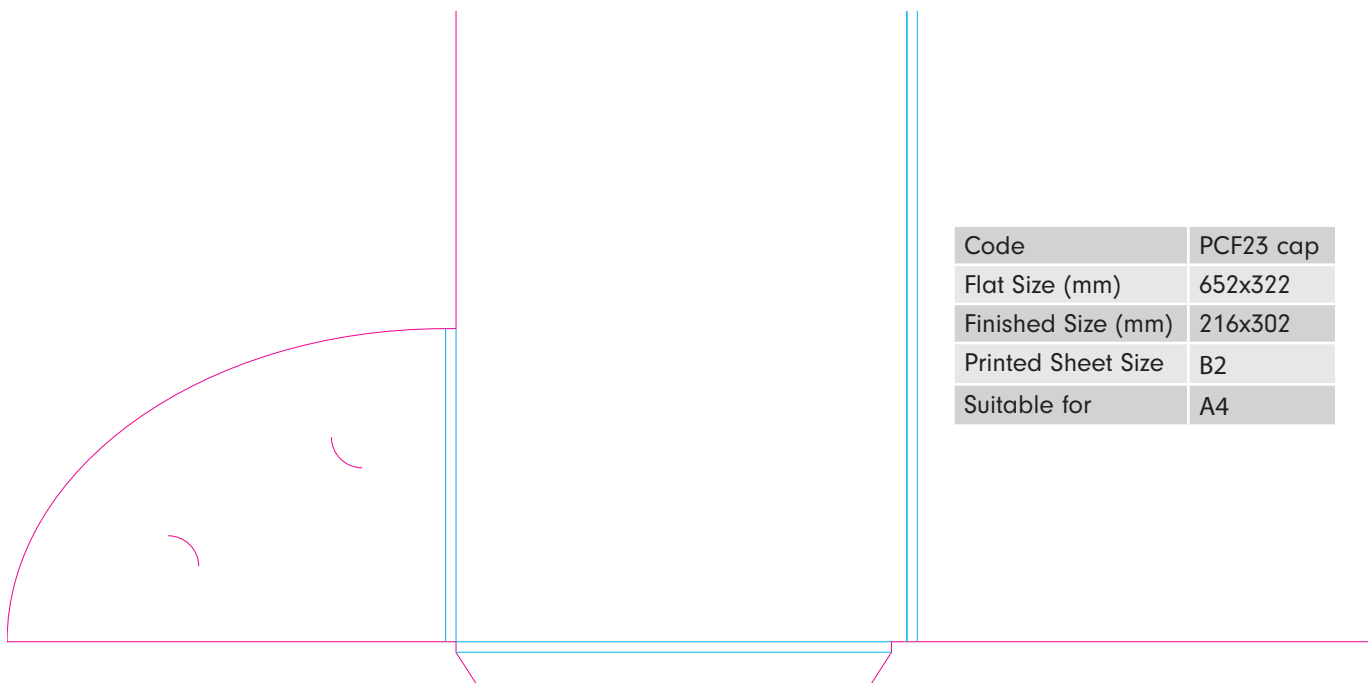 Code PCF23 cap
Flat Size (mm) 652x322
Finished Size (mm) 216x302
Printed Sheet Size B2
Suitable for A4